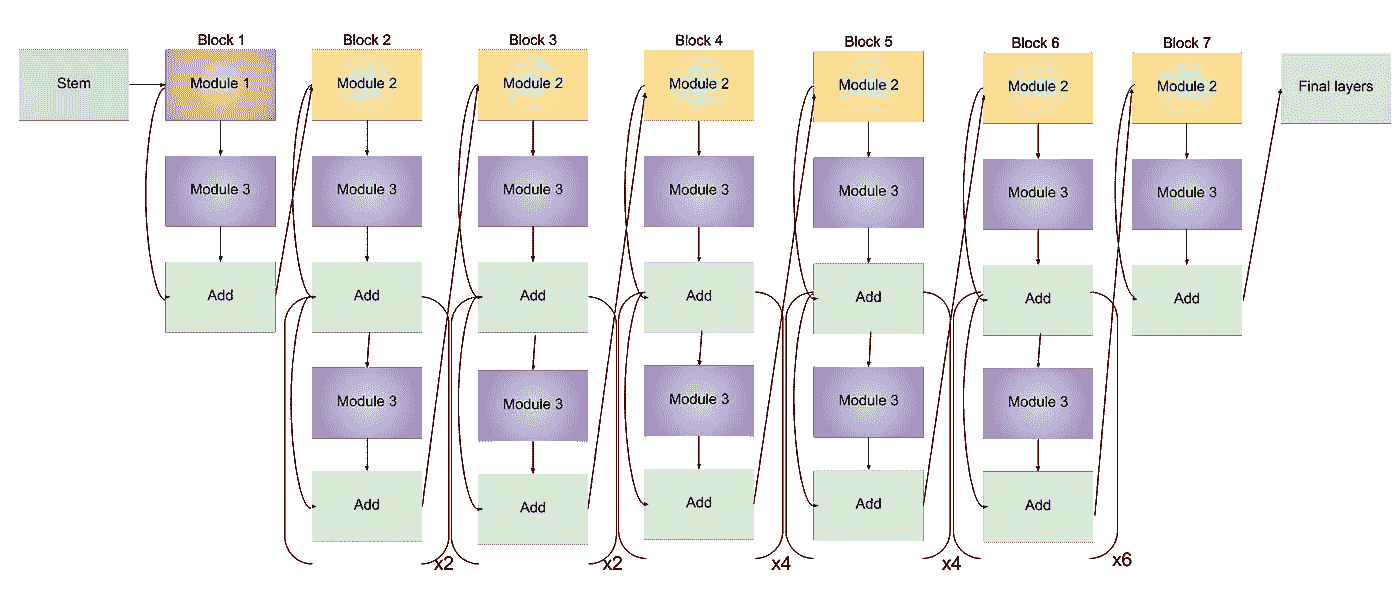 Block 1
Block 2
Block 3
Block 4
Block 5
Block 6
Block 7
Stem
Module 1
Module 2
Module 2
Module 2
Module 2
Module 2
Module 2
Final layers
Module 3
Module 3
Module 3
Module 3
Module 3
Module 3
Module 3
Add
Add
Add
Add
Add
Add
Add
Module 3
Module 3
Module 3
Module 3
Module 3
Add
Add
Add
Add
Add
x2
x2
x4
x4
x6